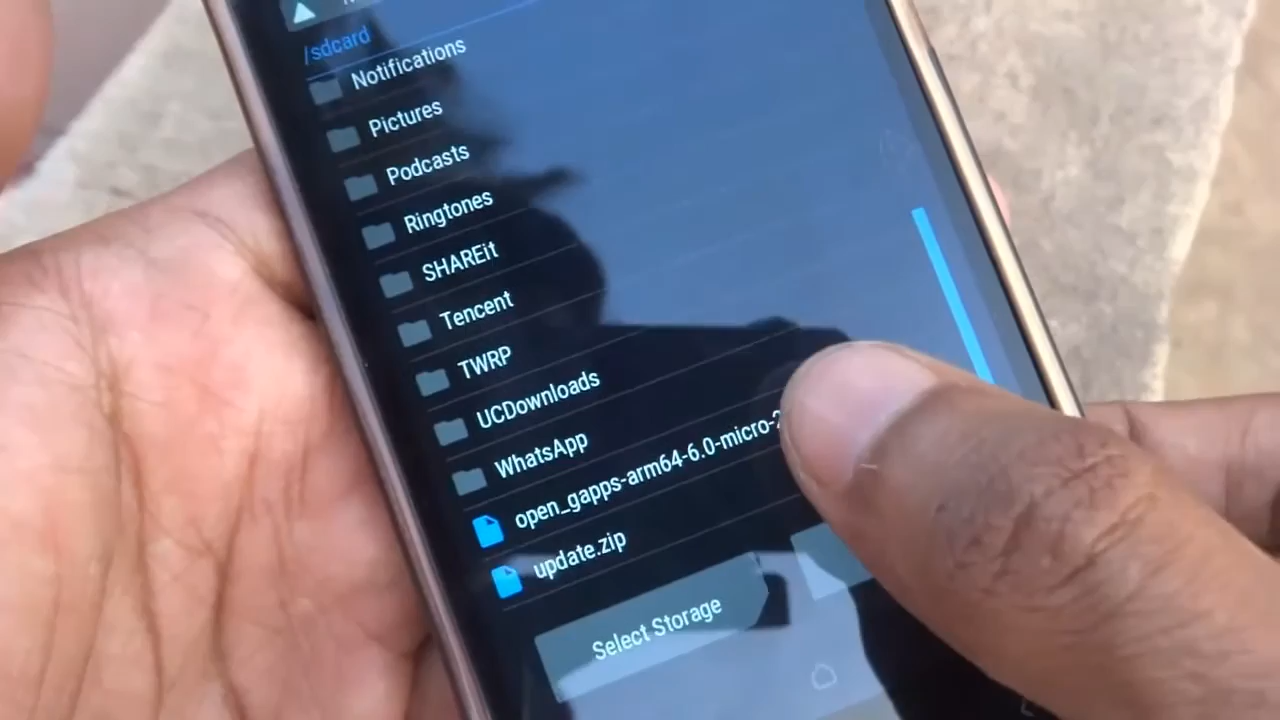 /sdcard
Notifications
Pictures
Podcasts
Ringtones
SHAREit
Tencent
TWRP
UCDownloads
WhatsApp
open_gapps-arm64-6.0-micro-2
update.zip
Select Storage